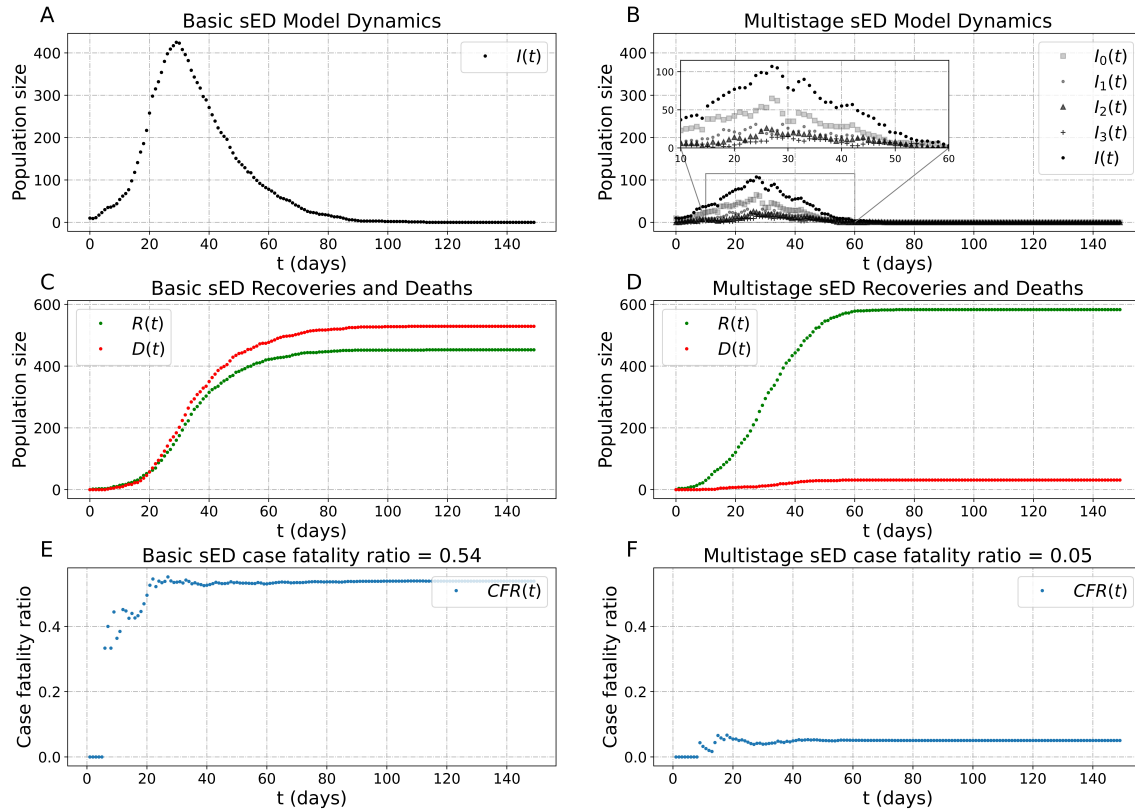 A
Basic sED Model Dynamics
I(t)
Population size
400
300
200
100
0
0 20 40 60 80 100 120 140
t (days)
B
Multistage sED Model Dynamics
I₀(t)
I₁(t)
I₂(t)
I₃(t)
I(t)
Population size
400
300
200
100
0
100
50
0
10 20 30 40 50 60
0 20 40 60 80 100 120 140
t (days)
C
Basic sED Recoveries and Deaths
R(t)
D(t)
Population size
600
400
200
0
0 20 40 60 80 100 120 140
t (days)
D
Multistage sED Recoveries and Deaths
R(t)
D(t)
Population size
600
400
200
0
0 20 40 60 80 100 120 140
t (days)
E
Basic sED case fatality ratio = 0.54
CFR(t)
Case fatality ratio
0.4
0.2
0.0
0 20 40 60 80 100 120 140
t (days)
F
Multistage sED case fatality ratio = 0.05
CFR(t)
Case fatality ratio
0.4
0.2
0.0
0 20 40 60 80 100 120 140
t (days)